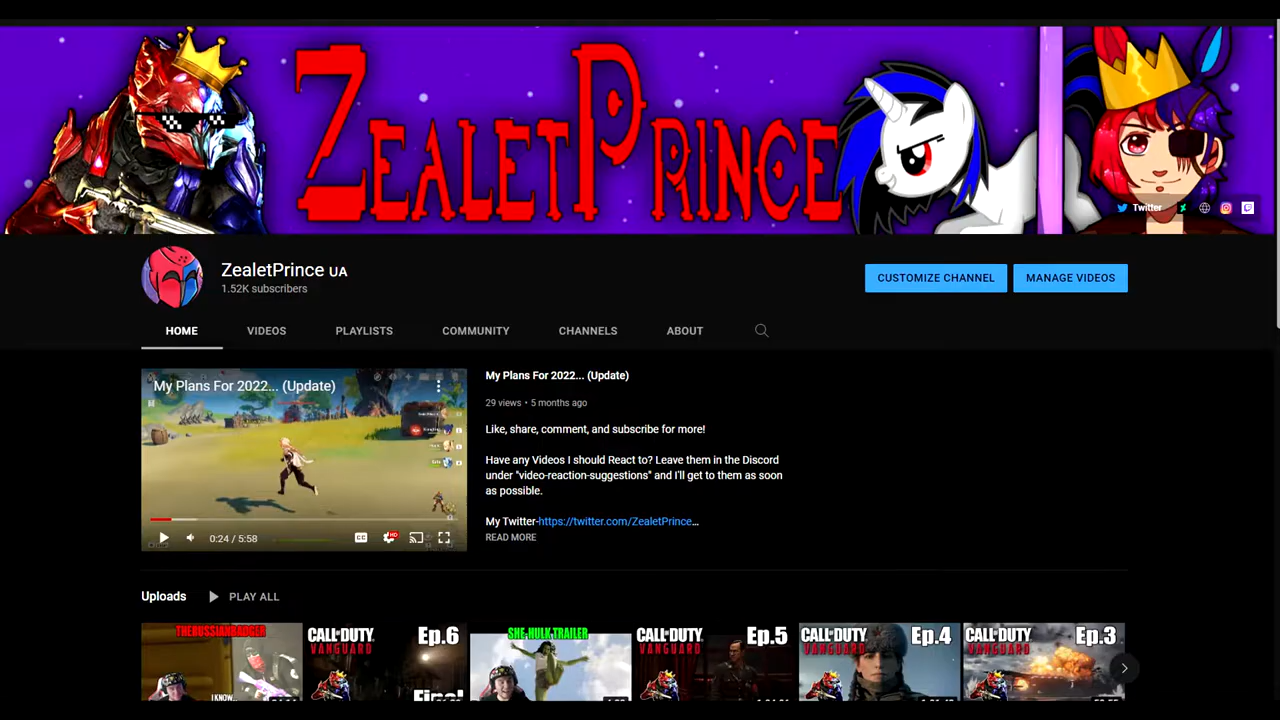 ZEALETPRINCE
Twitter
ZealetPrince UA
1.52K subscribers
CUSTOMIZE CHANNEL
MANAGE VIDEOS
HOME
VIDEOS
PLAYLISTS
COMMUNITY
CHANNELS
ABOUT
My Plans For 2022... (Update)
CC
HD
0:24 / 5:58
My Plans For 2022... (Update)
29 views • 5 months ago
Like, share, comment, and subscribe for more!
Have any Videos I should React to? Leave them in the Discord
under "video-reaction-suggestions" and I'll get to them as soon
as possible.
My Twitter-https://twitter.com/ZealetPrince...
READ MORE
Uploads
PLAY ALL
THERUSSIANBADGER
I KNOW...
CALL OF DUTY
VANGUARD
Ep.6
Final
SHE-HULK TRAILER
CALL OF DUTY
VANGUARD
Ep.5
CALL OF DUTY
VANGUARD
Ep.4
CALL OF DUTY
VANGUARD
Ep.3